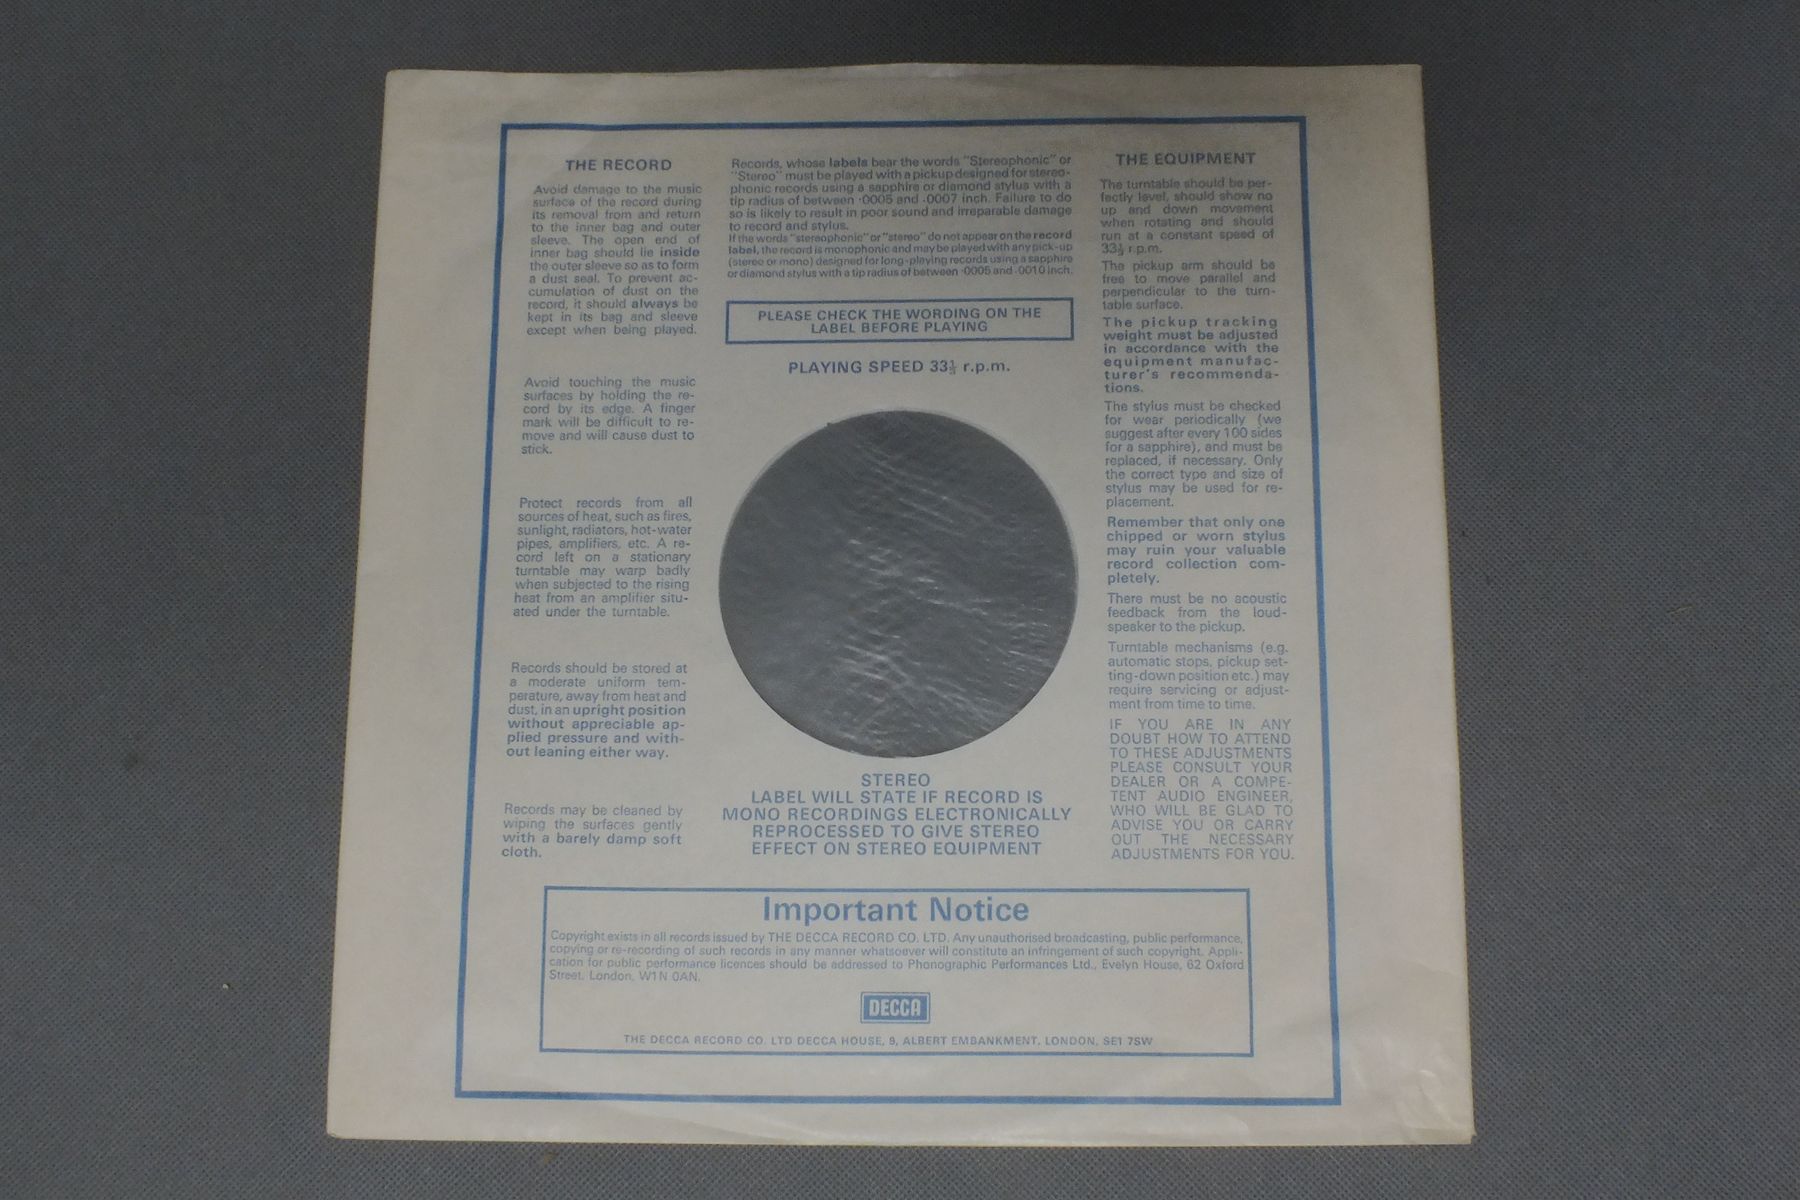 THE RECORD
Avoid damage to the music
surface of the record during
its removal from and return
to the inner bag and outer
sleeve. The open end of
inner bag should lie inside
the outer sleeve so as to form
a dust seal. To prevent ac-
cumulation of dust on the
record, it should always be
kept in its bag and sleeve
except when being played.
Avoid touching the music
surfaces by holding the re-
cord by its edge. A finger
mark will be difficult to re-
move and will cause dust to
stick.
Protect records from all
sources of heat, such as fires,
sunlight, radiators, hot-water
pipes, amplifiers, etc. A re-
cord left on a stationary
turntable may warp badly
when subjected to the rising
heat from an amplifier situ-
ated under the turntable.
Records should be stored at
a moderate uniform tem-
perature, away from heat and
dust, in an upright position
without appreciable ap-
plied pressure and with-
out leaning either way.
Records may be cleaned by
wiping the surfaces gently
with a barely damp soft
cloth.
Records, whose labels bear the words "Stereophonic" or
"Stereo" must be played with a pickup designed for stereo-
phonic records using a sapphire or diamond stylus with a
tip radius of between ·0005 and ·0007 inch. Failure to do
so is likely to result in poor sound and irreparable damage
to record and stylus.
If the words "stereophonic" or "stereo" do not appear on the record
label, the record is monophonic and may be played with any pick-up
(stereo or mono) designed for long-playing records using a sapphire
or diamond stylus with a tip radius of between ·0005 and ·0010 inch.
PLEASE CHECK THE WORDING ON THE
LABEL BEFORE PLAYING
PLAYING SPEED 33⅓ r.p.m.
STEREO
LABEL WILL STATE IF RECORD IS
MONO RECORDINGS ELECTRONICALLY
REPROCESSED TO GIVE STEREO
EFFECT ON STEREO EQUIPMENT
THE EQUIPMENT
The turntable should be per-
fectly level, should show no
up and down movement
when rotating and should
run at a constant speed of
33⅓ r.p.m.
The pickup arm should be
free to move parallel and
perpendicular to the turn-
table surface.
The pickup tracking
weight must be adjusted
in accordance with the
equipment manufac-
turer's recommenda-
tions.
The stylus must be checked
for wear periodically (we
suggest after every 100 sides
for a sapphire), and must be
replaced, if necessary. Only
the correct type and size of
stylus may be used for re-
placement.
Remember that only one
chipped or worn stylus
may ruin your valuable
record collection com-
pletely.
There must be no acoustic
feedback from the loud-
speaker to the pickup.
Turntable mechanisms (e.g.
automatic stops, pickup set-
ting-down position etc.) may
require servicing or adjust-
ment from time to time.
IF YOU ARE IN ANY
DOUBT HOW TO ATTEND
TO THESE ADJUSTMENTS
PLEASE CONSULT YOUR
DEALER OR A COMPE-
TENT AUDIO ENGINEER,
WHO WILL BE GLAD TO
ADVISE YOU OR CARRY
OUT THE NECESSARY
ADJUSTMENTS FOR YOU.
Important Notice
Copyright exists in all records issued by THE DECCA RECORD CO. LTD. Any unauthorised broadcasting, public performance,
copying or re-recording of such records in any manner whatsoever will constitute an infringement of such copyright. Appli-
cation for public performance licences should be addressed to Phonographic Performances Ltd., Evelyn House, 62 Oxford
Street. London, W1N 0AN.
DECCA
THE DECCA RECORD CO. LTD DECCA HOUSE, 9, ALBERT EMBANKMENT, LONDON, SE1 7SW